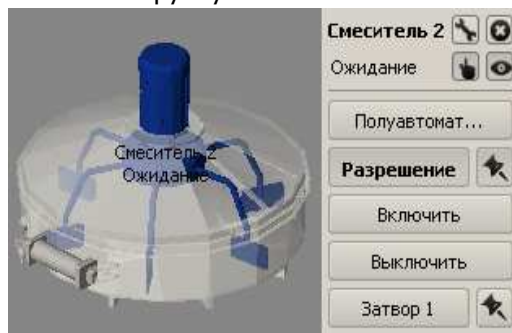 Смеситель 2
Ожидание
Смеситель 2
Ожидание
Полуавтомат...
Разрешение
Включить
Выключить
Затвор 1